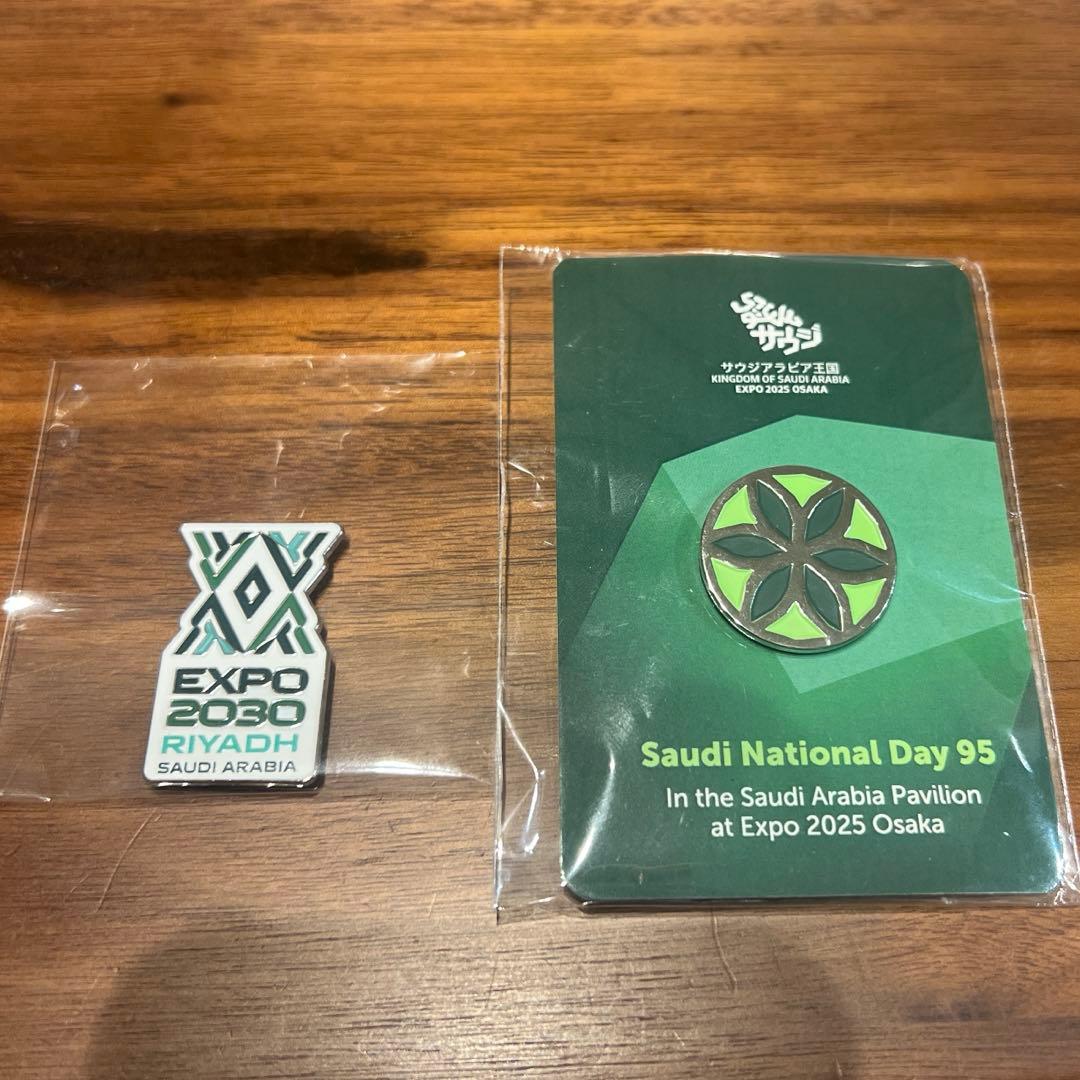 EXPO
2030
RIYADH
SAUDI ARABIA
サウジ
サウジアラビア王国
KINGDOM OF SAUDI ARABIA
EXPO 2025 OSAKA
Saudi National Day 95
In the Saudi Arabia Pavilion
at Expo 2025 Osaka